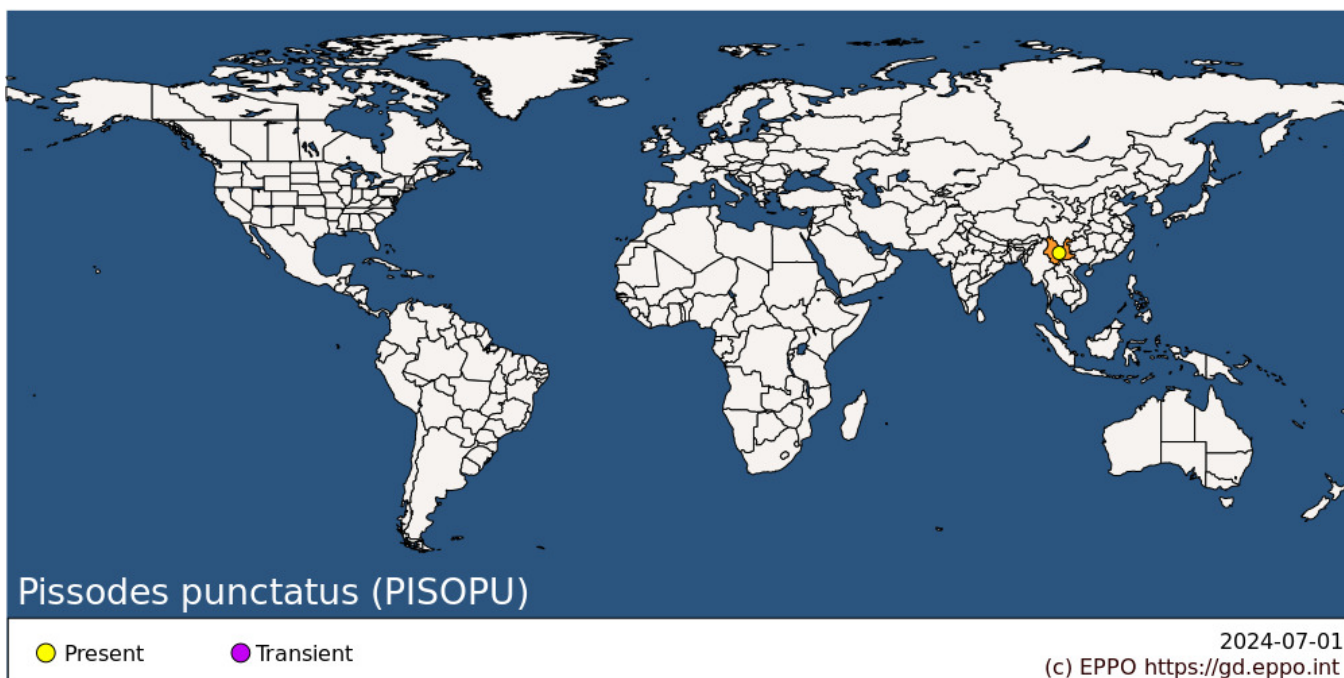 Pissodes punctatus (PISOPU)
Present
Transient
2024-07-01
(c) EPPO https://gd.eppo.int